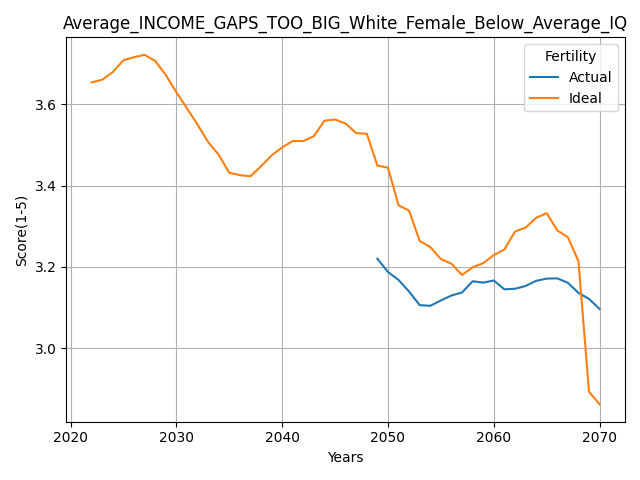 Average_INCOME_GAPS_TOO_BIG_White_Female_Below_Average_IQ
Fertility
Actual
Ideal
3.6
3.4
3.2
3.0
Score(1-5)
2020 2030 2040 2050 2060 2070
Years